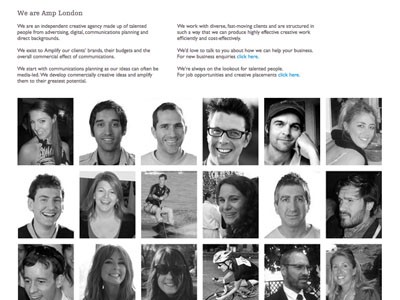 We are Amp London
We are an independent creative agency made up of talented
people from advertising, digital, communications planning and
direct backgrounds.
We exist to Amplify our clients' brands, their budgets and the
overall commercial effect of communications.
We start with communications planning as our ideas can often be
media-led. We develop commercially creative ideas and amplify
them to their greatest potential.
We work with diverse, fast-moving clients and are structured in
such a way that we can produce highly effective creative work
efficiently and cost-effectively.
We'd love to talk to you about how we can help your business.
For new business enquiries click here.
We're always on the lookout for talented people.
For job opportunities and creative placements click here.